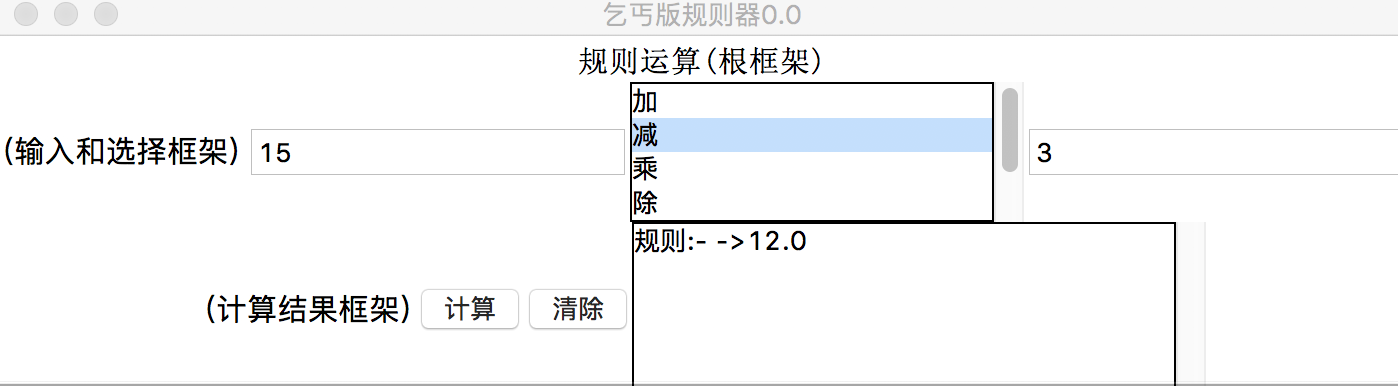 乞丐版规则器0.0
规则运算(根框架)
(输入和选择框架) 15
加
减
乘
除
3
(计算结果框架) 计算 清除
规则:- ->12.0